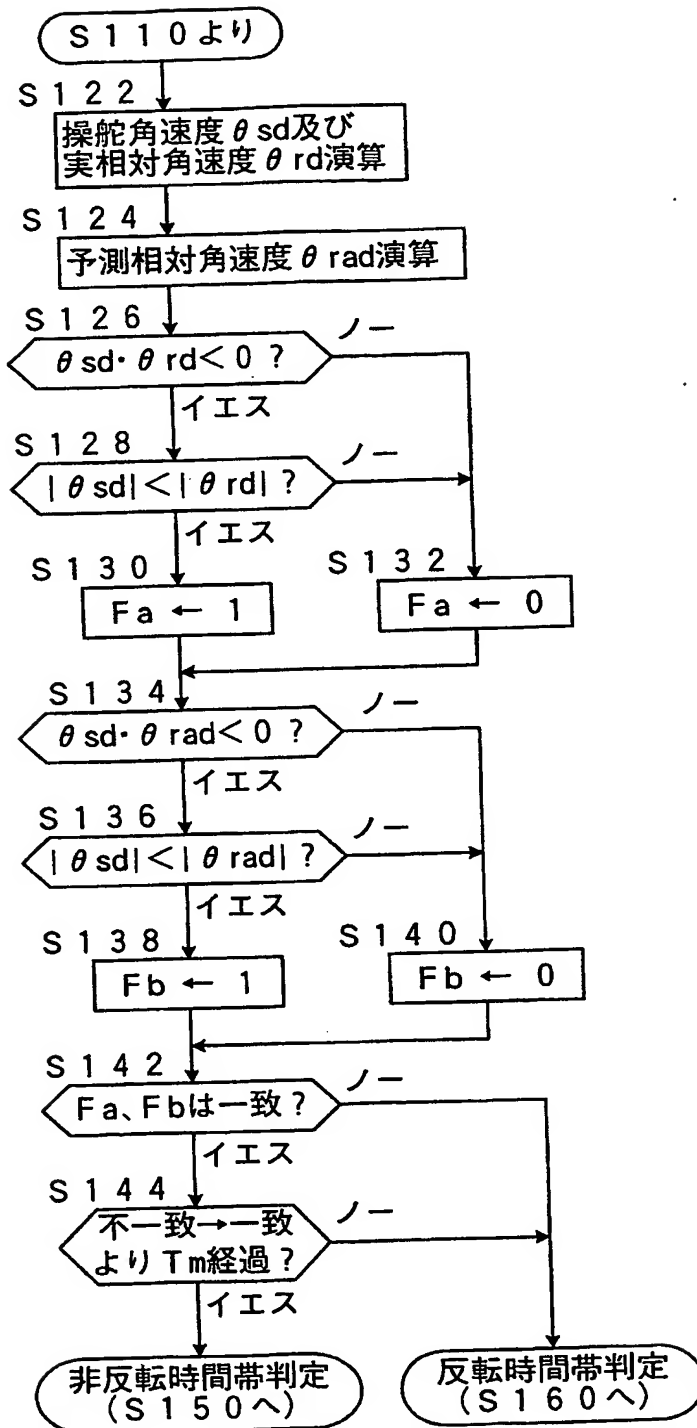 S110より
S122
操舵角速度θsd及び
実相対角速度θrd演算
S124
予測相対角速度θrad演算
S126
θsd・θrd<0?
ノー
イエス
S128
|θsd|<|θrd|?
ノー
イエス
S130
Fa ← 1
S132
Fa ← 0
S134
θsd・θrad<0?
ノー
イエス
S136
|θsd|<|θrad|?
ノー
イエス
S138
Fb ← 1
S140
Fb ← 0
S142
Fa、Fbは一致?
ノー
イエス
S144
不一致→一致
よりTm経過?
ノー
イエス
非反転時間帯判定
(S150へ)
反転時間帯判定
(S160へ)